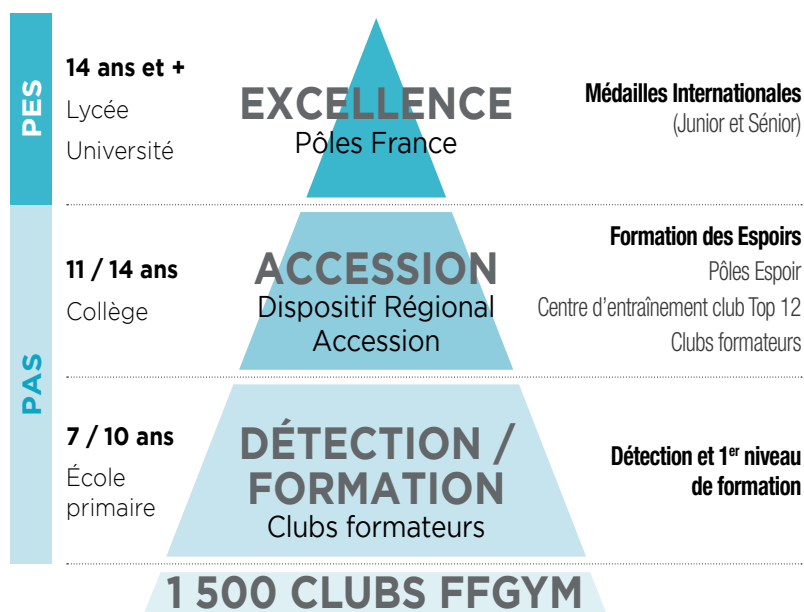 PES
14 ans et +
Lycée
Université
EXCELLENCE
Pôles France
Médailles Internationales
(Junior et Sénior)
PAS
11 / 14 ans
Collège
ACCESSION
Dispositif Régional
Accession
Formation des Espoirs
Pôles Espoir
Centre d’entraînement club Top 12
Clubs formateurs
7 / 10 ans
École
primaire
DÉTECTION /
FORMATION
Clubs formateurs
Détection et 1er niveau
de formation
1 500 CLUBS FFGYM